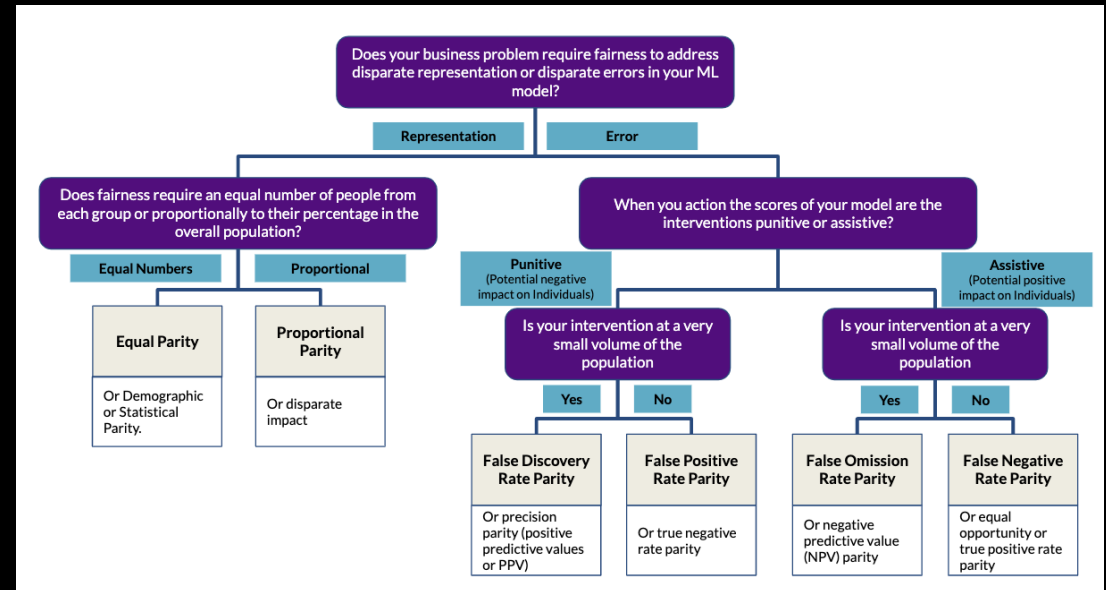 Does your business problem require fairness to address
disparate representation or disparate errors in your ML
model?
Representation
Error
Does fairness require an equal number of people from
each group or proportionally to their percentage in the
overall population?
When you action the scores of your model are the
interventions punitive or assistive?
Equal Numbers
Proportional
Punitive
(Potential negative
impact on Individuals)
Assistive
(Potential positive
impact on Individuals)
Equal Parity
Or Demographic
or Statistical
Parity.
Proportional
Parity
Or disparate
impact
Is your intervention at a very
small volume of the
population
Is your intervention at a very
small volume of the
population
Yes
No
Yes
No
False Discovery
Rate Parity
Or precision
parity (positive
predictive values
or PPV)
False Positive
Rate Parity
Or true negative
rate parity
False Omission
Rate Parity
Or negative
predictive value
(NPV) parity
False Negative
Rate Parity
Or equal
opportunity or
true positive rate
parity